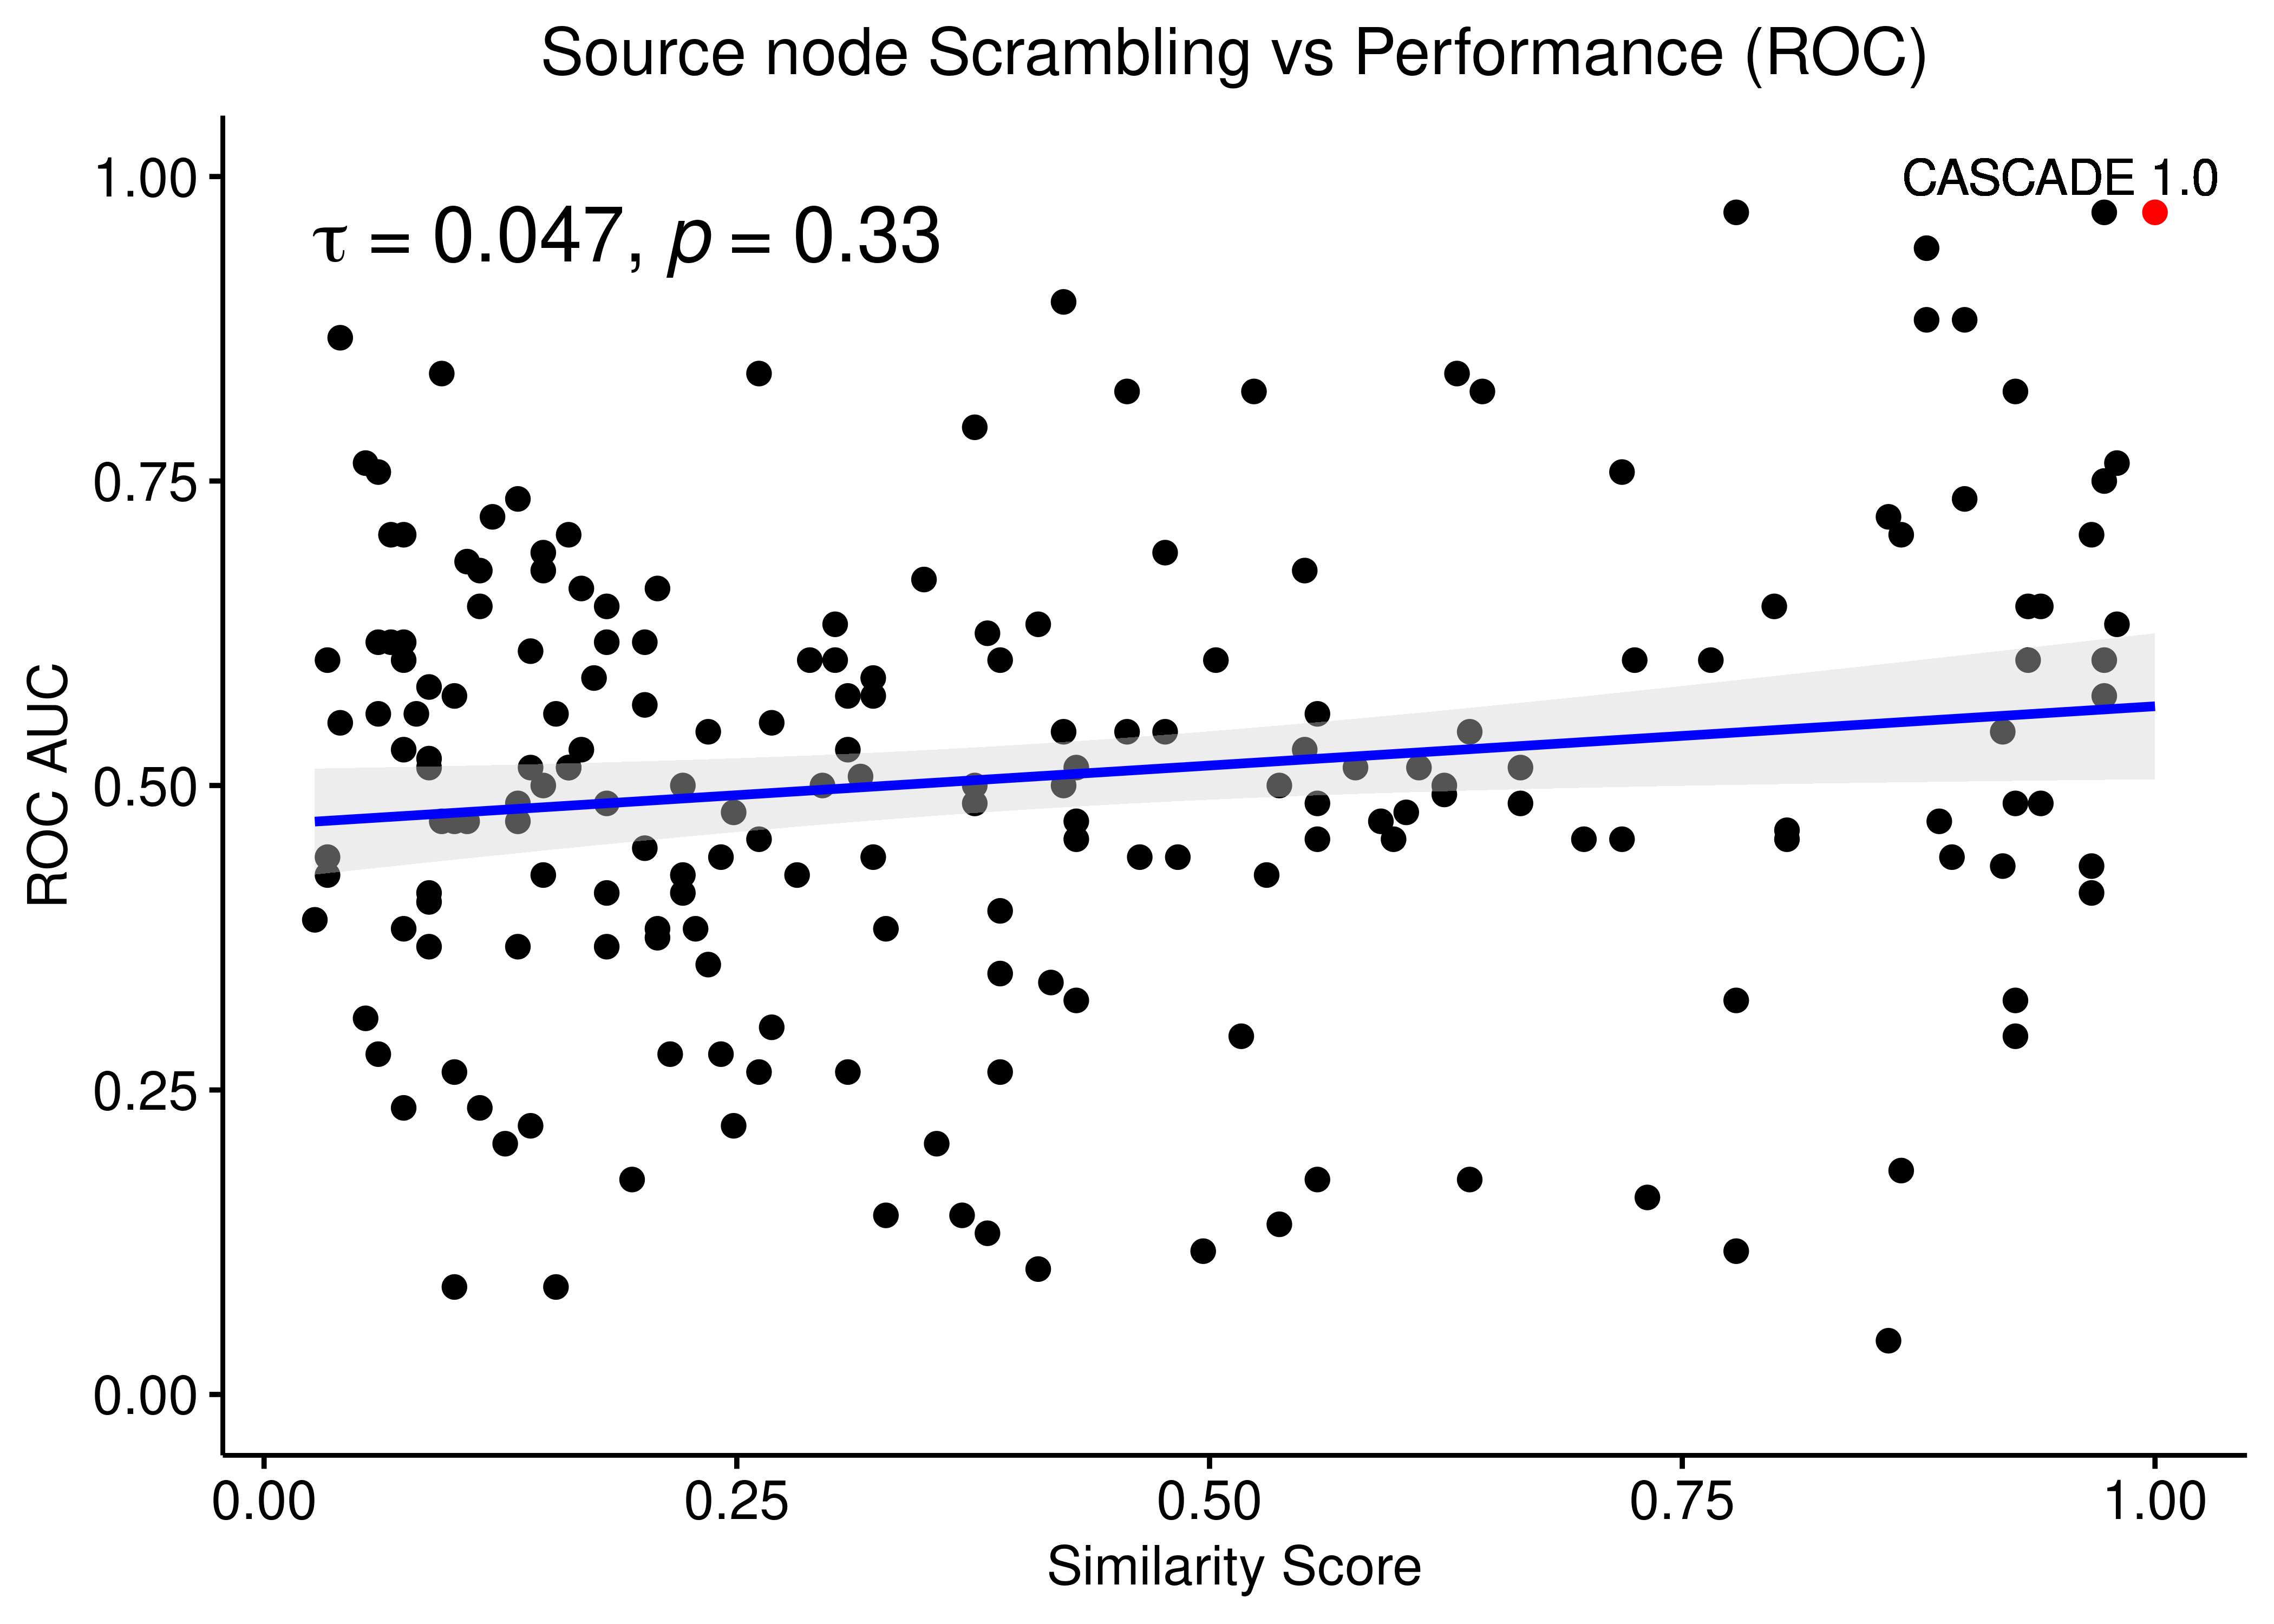 Source node Scrambling vs Performance (ROC)
1.00
CASCADE 1.0
τ = 0.047, p = 0.33
0.75
ROC AUC
0.50
0.25
0.00
0.00 0.25 0.50 0.75 1.00
Similarity Score